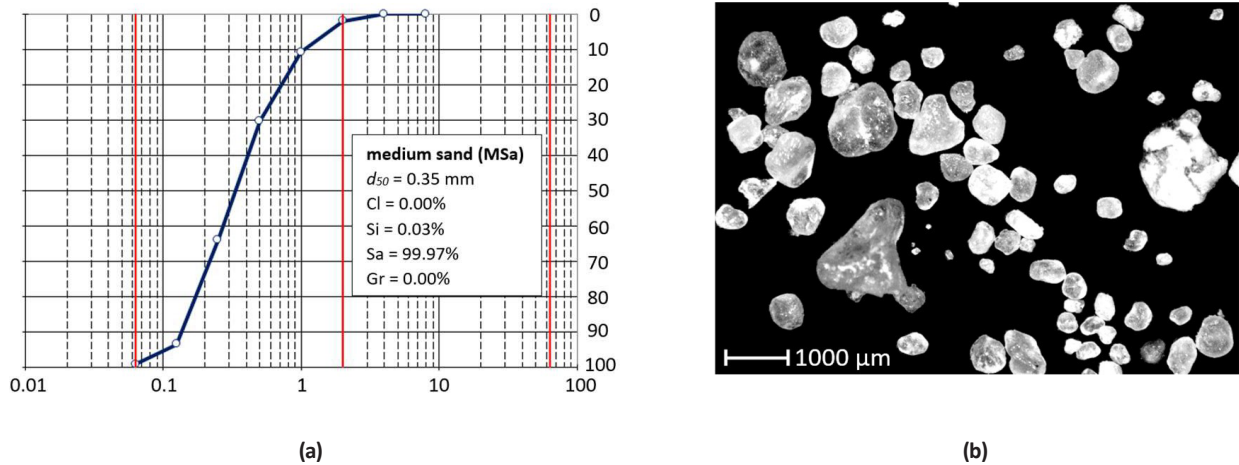 0
10
20
30
40
50
60
70
80
90
100
medium sand (MSa)
d50 = 0.35 mm
Cl = 0.00%
Si = 0.03%
Sa = 99.97%
Gr = 0.00%
0.01 0.1 1 10 100
1000 μm
(a) (b)